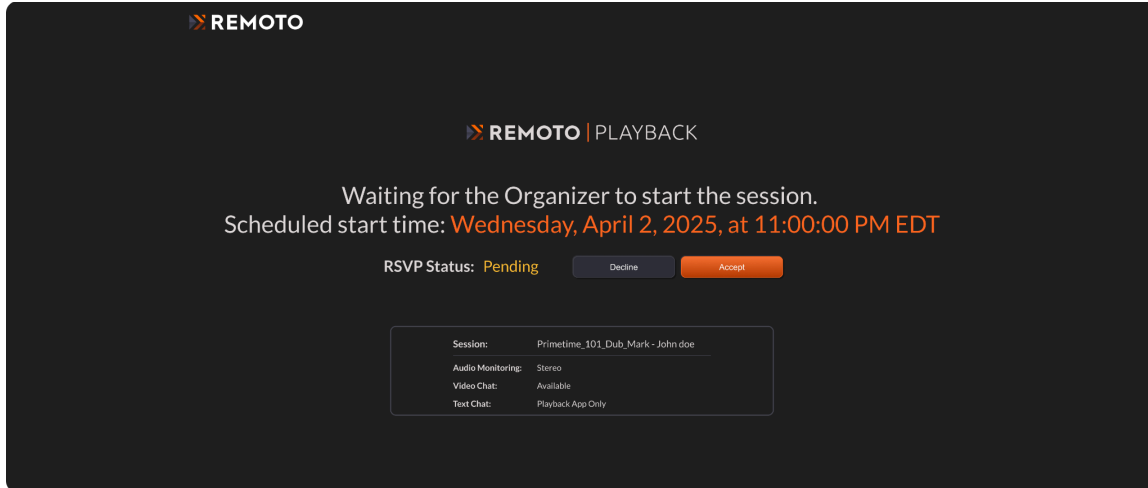 REMOTO
REMOTO | PLAYBACK
Waiting for the Organizer to start the session.
Scheduled start time: Wednesday, April 2, 2025, at 11:00:00 PM EDT
RSVP Status: Pending Decline Accept
Session: Primetime_101_Dub_Mark - John doe
Audio Monitoring: Stereo
Video Chat: Available
Text Chat: Playback App Only